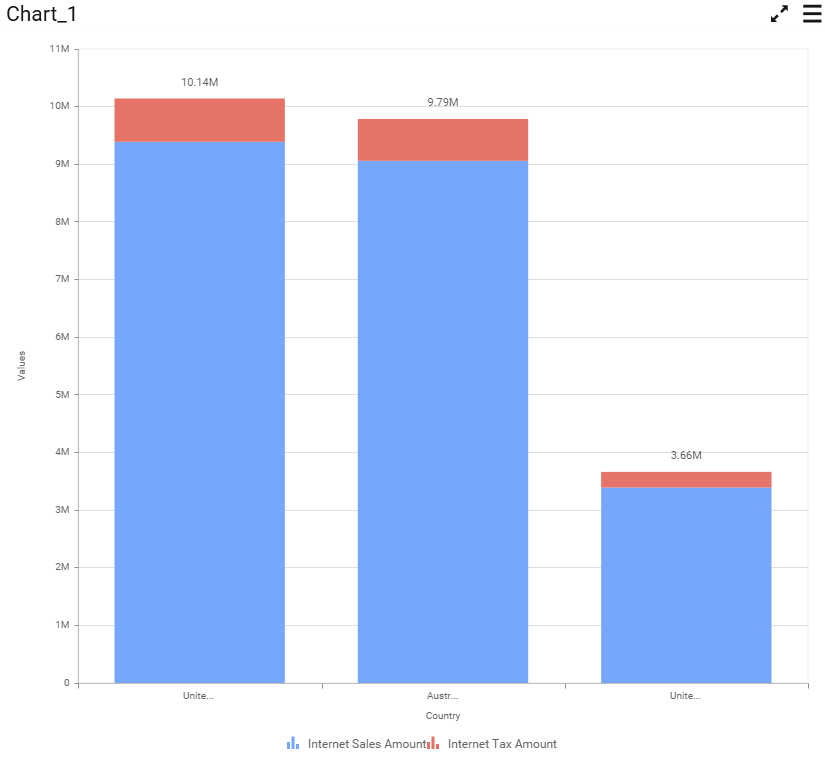 Chart_1
11M
10.14M
10M
9.79M
9M
8M
7M
6M
Values
5M
4M
3.66M
3M
2M
1M
0
Unite... Austr... Unite...
Country
Internet Sales Amount Internet Tax Amount